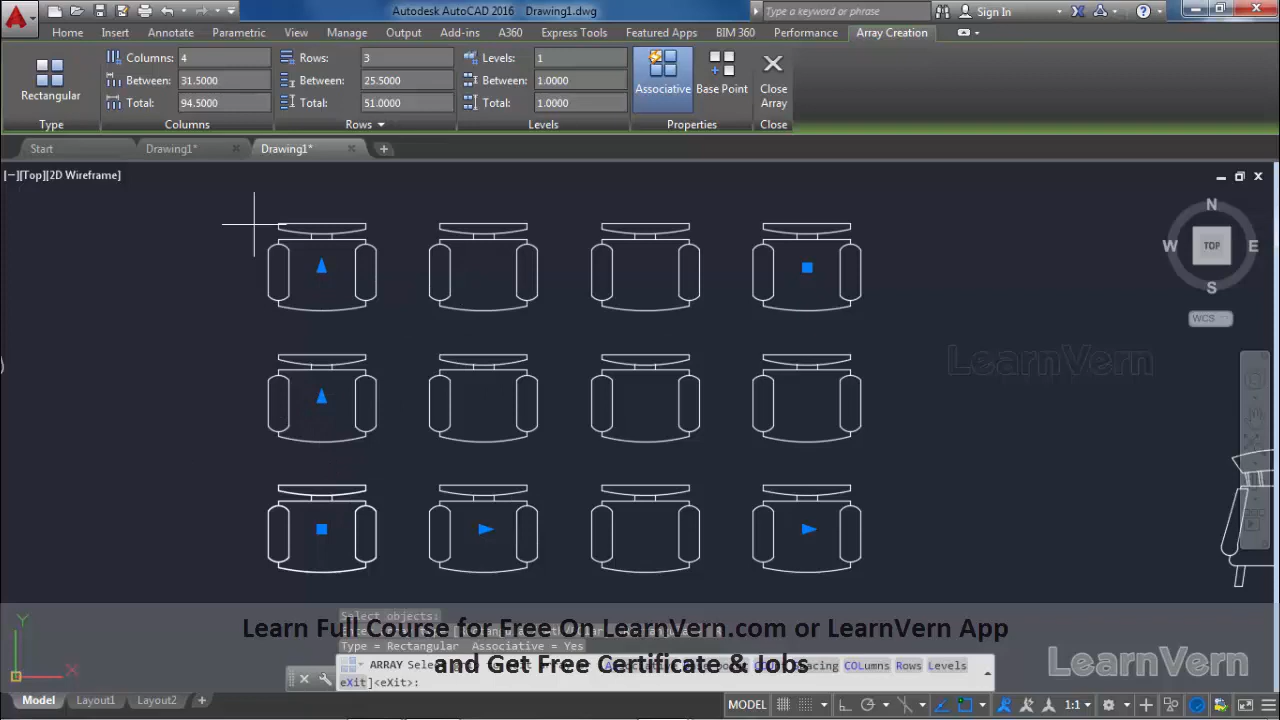 Autodesk AutoCAD 2016 Drawing1.dwg
Type a keyword or phrase
Sign In
Home Insert Annotate Parametric View Manage Output Add-ins A360 Express Tools Featured Apps BIM 360 Performance Array Creation
Columns: 4 Rows: 3 Levels: 1
Between: 31.5000 Between: 25.5000 Between: 1.0000
Total: 94.5000 Total: 51.0000 Total: 1.0000
Rectangular
Associative Base Point Close Array
Type Columns Rows Levels Properties Close
Start Drawing1* Drawing1*
[−][Top][2D Wireframe]
N
W TOP E
S
WCS
LearnVern
Select objects:
Learn Full Course for Free On LearnVern.com or LearnVern App
Type = Rectangular Associative = Yes
and Get Free Certificate & Jobs
ARRAY Select COLumns Rows Levels
eXit]<eXit>:
LearnVern
Y
X
Model Layout1 Layout2
MODEL
1:1